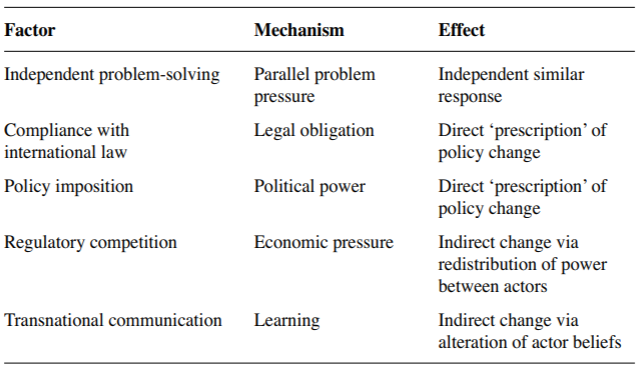 Factor Mechanism Effect
Independent problem-solving Parallel problem Independent similar
pressure response
Compliance with Legal obligation Direct ‘prescription’ of
international law policy change
Policy imposition Political power Direct ‘prescription’ of
policy change
Regulatory competition Economic pressure Indirect change via
redistribution of power
between actors
Transnational communication Learning Indirect change via
alteration of actor beliefs